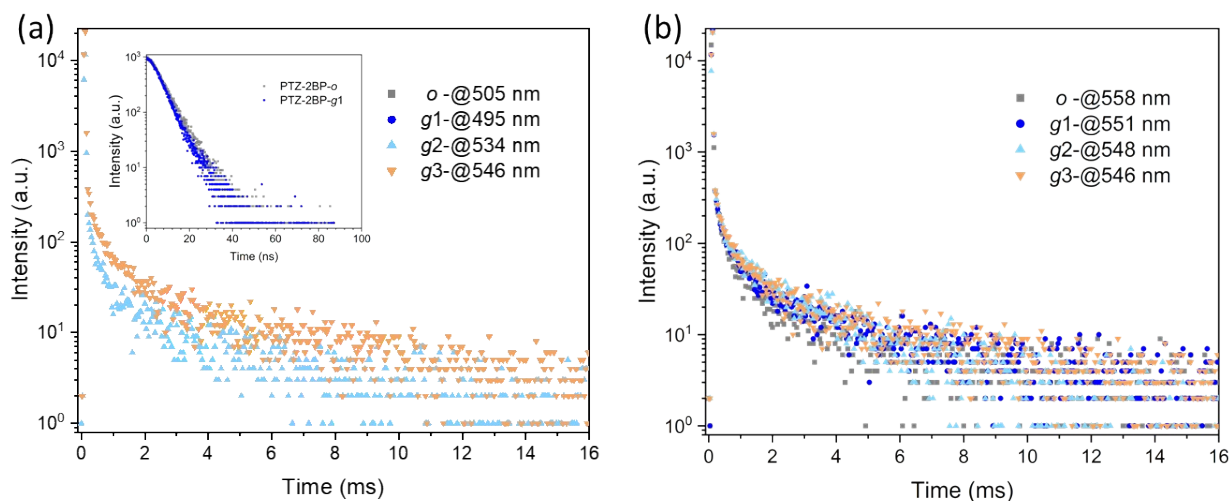 (a)
Intensity (a.u.)
10⁴
10³
10²
10¹
10⁰
0 2 4 6 8 10 12 14 16
Time (ms)
Intensity (a.u.)
10³
10²
10¹
10⁰
0 20 40 60 80 100
Time (ns)
PTZ-2BP-o
PTZ-2BP-g1
o -@505 nm
g1-@495 nm
g2-@534 nm
g3-@546 nm
(b)
Intensity (a.u.)
10⁴
10³
10²
10¹
10⁰
0 2 4 6 8 10 12 14 16
Time (ms)
o -@558 nm
g1-@551 nm
g2-@548 nm
g3-@546 nm